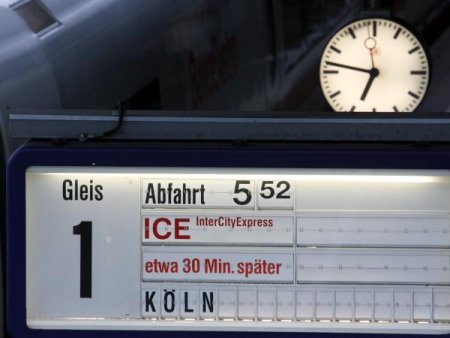 Gleis
1
Abfahrt 5 52
ICE InterCityExpress
etwa 30 Min. später
KÖLN